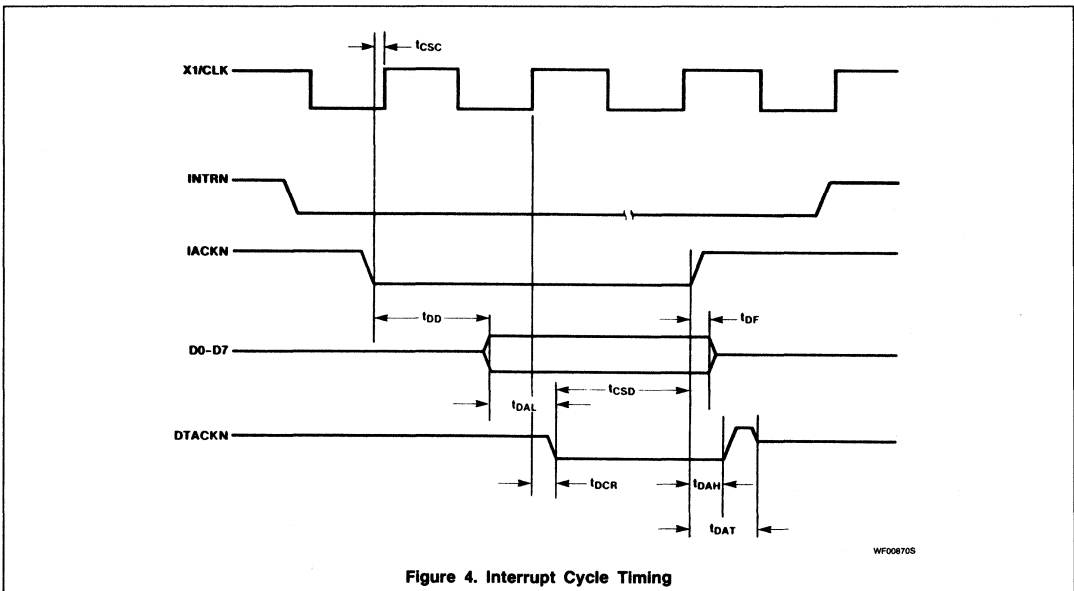 tCSC
X1/CLK
INTRN
IACKN
tDD
tDF
D0-D7
tCSD
tDAL
DTACKN
tDCR
tDAH
tDAT
WF00870S
Figure 4. Interrupt Cycle Timing